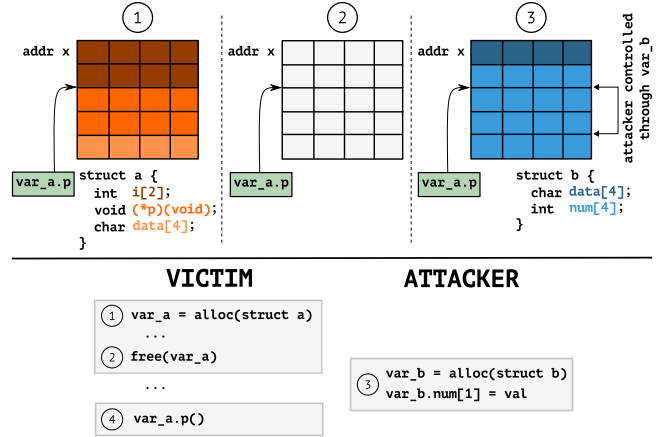 1
2
3
addr x
addr x
addr x
attacker controlled
through var_b
var_a.p
var_a.p
var_a.p
struct a {
int i[2];
void (*p)(void);
char data[4];
}
struct b {
char data[4];
int num[4];
}
VICTIM
ATTACKER
1 var_a = alloc(struct a)
...
2 free(var_a)
...
3 var_b = alloc(struct b)
var_b.num[1] = val
4 var_a.p()